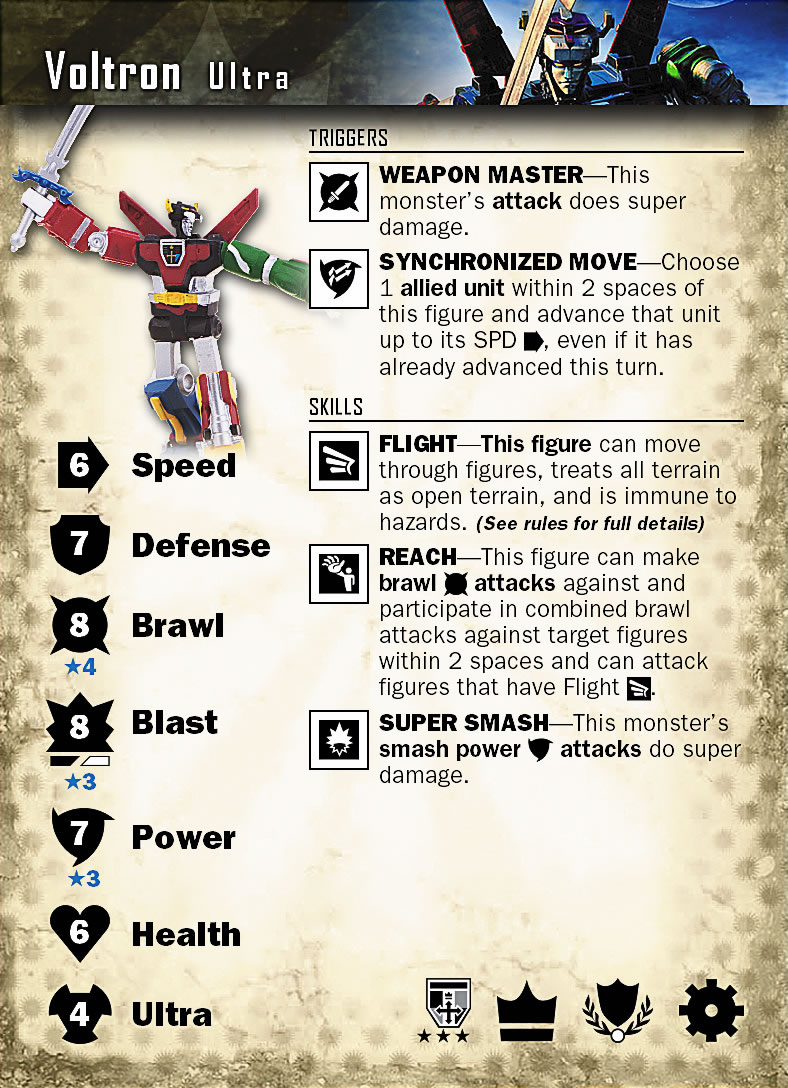 Voltron Ultra
TRIGGERS
WEAPON MASTER—This
monster's attack does super
damage.
SYNCHRONIZED MOVE—Choose
1 allied unit within 2 spaces of
this figure and advance that unit
up to its SPD , even if it has
already advanced this turn.
SKILLS
FLIGHT—This figure can move
through figures, treats all terrain
as open terrain, and is immune to
hazards. (See rules for full details)
REACH—This figure can make
brawl attacks against and
participate in combined brawl
attacks against target figures
within 2 spaces and can attack
figures that have Flight .
SUPER SMASH—This monster's
smash power attacks do super
damage.
6 Speed
7 Defense
8 Brawl
★4
8 Blast
★3
7 Power
★3
6 Health
4 Ultra
★★★